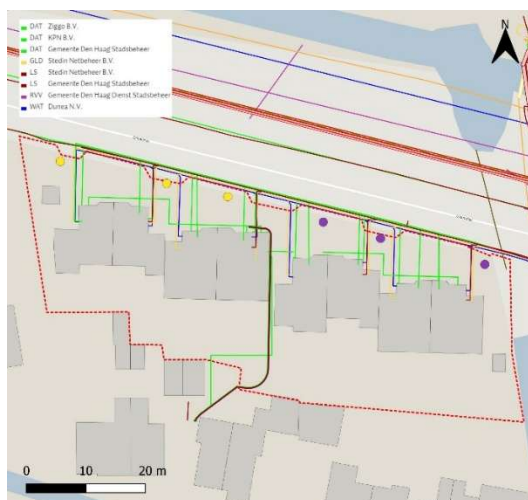 DAT Ziggo B.V.
DAT KPN B.V.
DAT Gemeente Den Haag Stadsbeheer
GLD Stedin Netbeheer B.V.
LS Stedin Netbeheer B.V.
LS Gemeente Den Haag Stadsbeheer
RVV Gemeente Den Haag Dienst Stadsbeheer
WAT Dunea N.V.
N
0 10 20 m